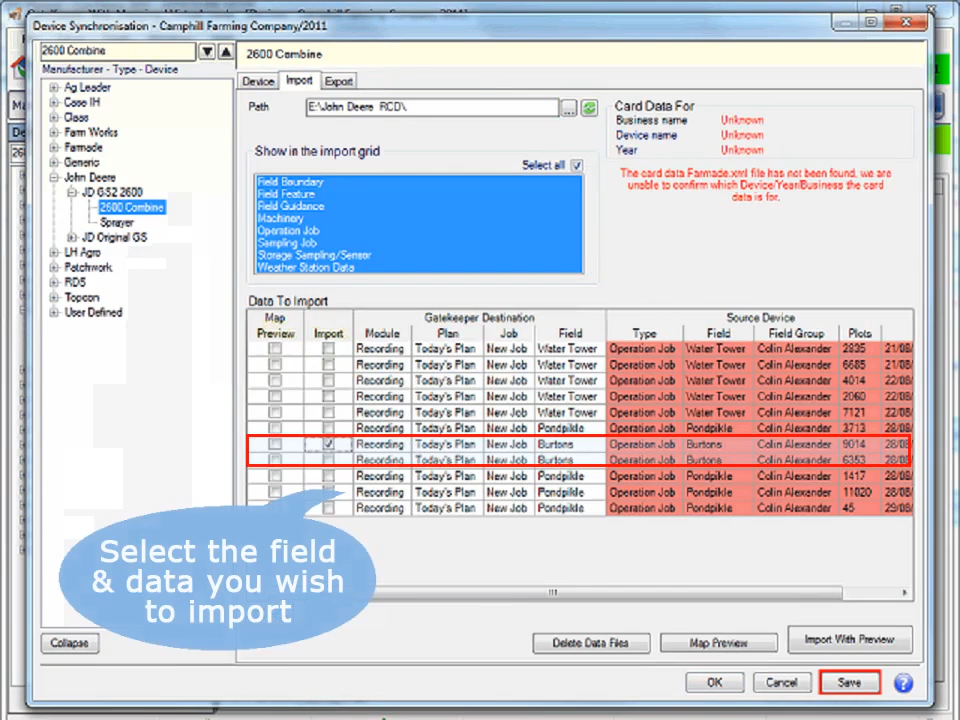 Device Synchronisation - Camphill Farming Company/2011
2600 Combine
Manufacturer - Type - Device
Ag Leader
Case IH
Claas
Farm Works
Farmade
Generic
John Deere
JD GS2 2600
2600 Combine
Sprayer
JD Original GS
LH Agro
Patchwork
RDS
Topcon
User Defined
Collapse
2600 Combine
Device Import Export
Path E:\John Deere RCD\ ...
Show in the import grid
Select all
Field Boundary
Field Feature
Field Guidance
Machinery
Operation Job
Sampling Job
Storage Sampling/Sensor
Weather Station Data
Card Data For
Business name Unknown
Device name Unknown
Year Unknown
The card data Farmade.xml file has not been found, we are
unable to confirm which Device/Year/Business the card
data is for.
Data To Import
Map Gatekeeper Destination Source Device
Preview Import Module Plan Job Field Type Field Field Group Plots
Recording Today's Plan New Job Water Tower Operation Job Water Tower Colin Alexander 2835 21/08/
Recording Today's Plan New Job Water Tower Operation Job Water Tower Colin Alexander 6685 21/08/
Recording Today's Plan New Job Water Tower Operation Job Water Tower Colin Alexander 4014 22/08/
Recording Today's Plan New Job Water Tower Operation Job Water Tower Colin Alexander 2060 22/08/
Recording Today's Plan New Job Water Tower Operation Job Water Tower Colin Alexander 7121 22/08/
Recording Today's Plan New Job Pondpikle Operation Job Pondpikle Colin Alexander 3713 28/08/
Recording Today's Plan New Job Burtons Operation Job Burtons Colin Alexander 9014 28/08
Recording Today's Plan New Job Burtons Operation Job Burtons Colin Alexander 6353 28/08
Recording Today's Plan New Job Pondpikle Operation Job Pondpikle Colin Alexander 1417 28/08/
Recording Today's Plan New Job Pondpikle Operation Job Pondpikle Colin Alexander 11020 28/08/
Recording Today's Plan New Job Pondpikle Operation Job Pondpikle Colin Alexander 45 29/08/
Select the field
& data you wish
to import
Delete Data Files Map Preview Import With Preview
OK Cancel Save ?